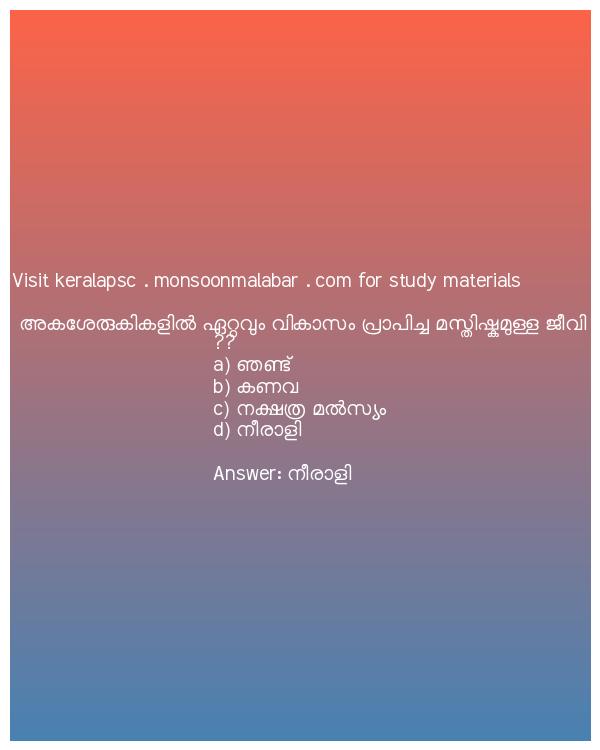 Visit keralapsc . monsoonmalabar . com for study materials
അകശേരുകികളിൽ ഏറ്റവും വികാസം പ്രാപിച്ച മസ്തിഷ്കമുള്ള ജീവി
??
a) ഞണ്ട്
b) കണവ
c) നക്ഷത്ര മൽസ്യം
d) നീരാളി
Answer: നീരാളി